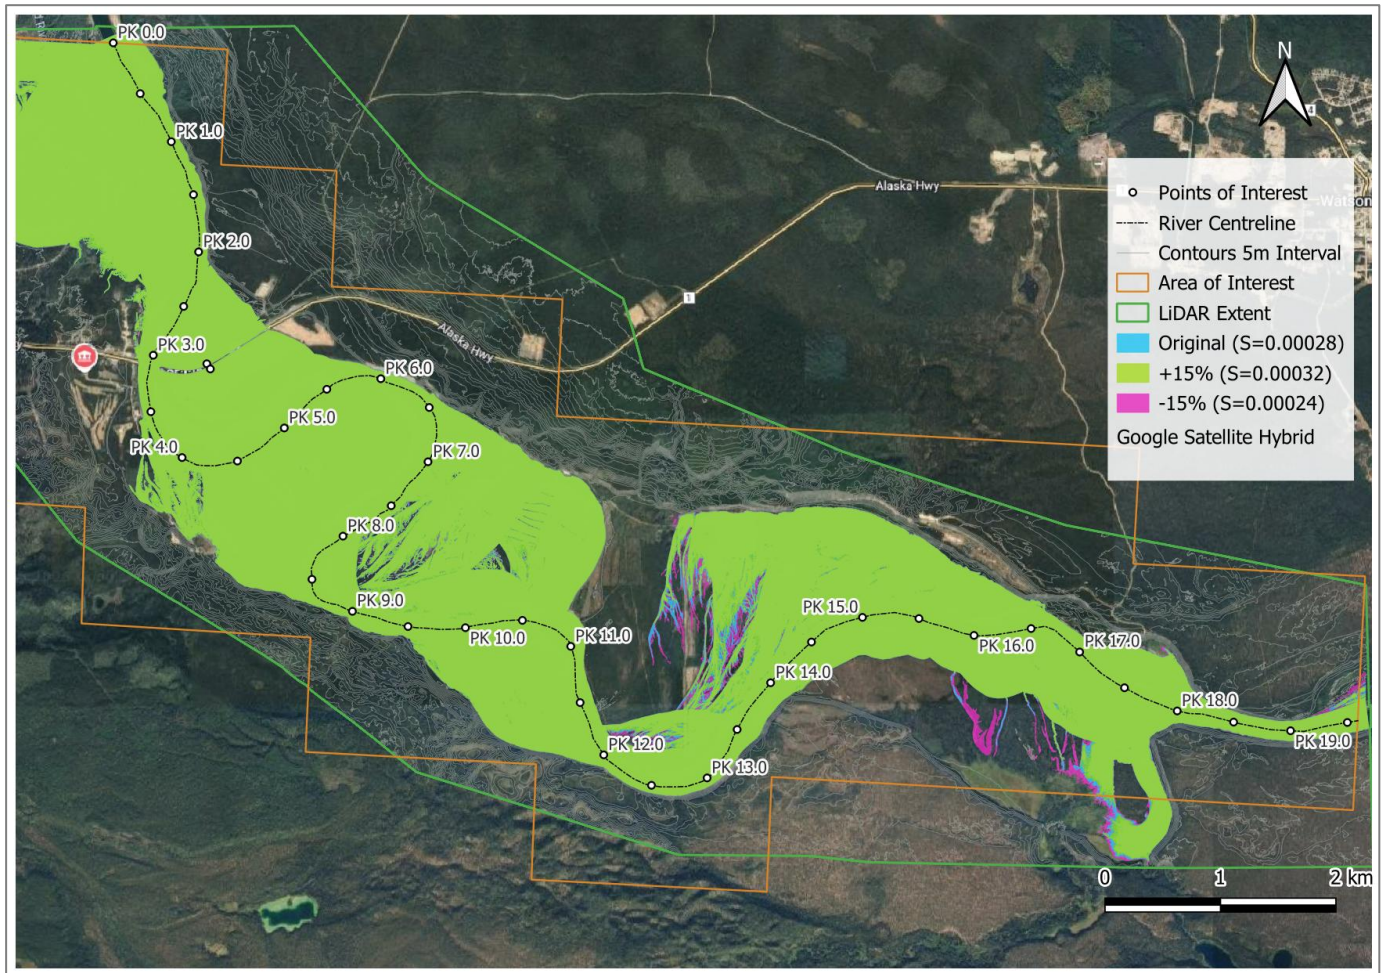 PK 0.0
N
PK 1.0
4
Alaska Hwy
Points of Interest
Watson
River Centreline
PK 2.0
Contours 5m Interval
Area of Interest
1
LiDAR Extent
Alaska Hwy
PK 3.0
Original (S=0.00028)
PK 6.0
+15% (S=0.00032)
-15% (S=0.00024)
PK 5.0
Google Satellite Hybrid
PK 4.0
PK 7.0
PK 8.0
PK 9.0
PK 15.0
PK 10.0
PK 11.0
PK 16.0
PK 17.0
PK 14.0
PK 18.0
PK 12.0
PK 19.0
PK 13.0
0 1 2 km